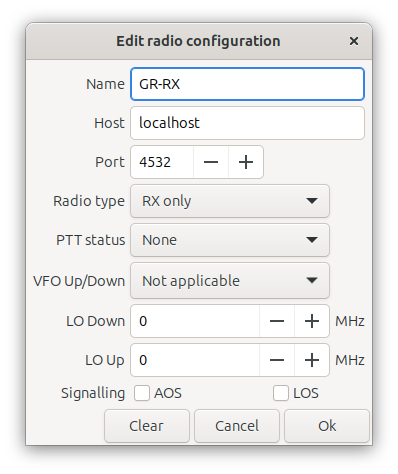 Edit radio configuration ×
Name GR-RX
Host localhost
Port 4532 − +
Radio type RX only
PTT status None
VFO Up/Down Not applicable
LO Down 0 − + MHz
LO Up 0 − + MHz
Signalling AOS LOS
Clear Cancel Ok